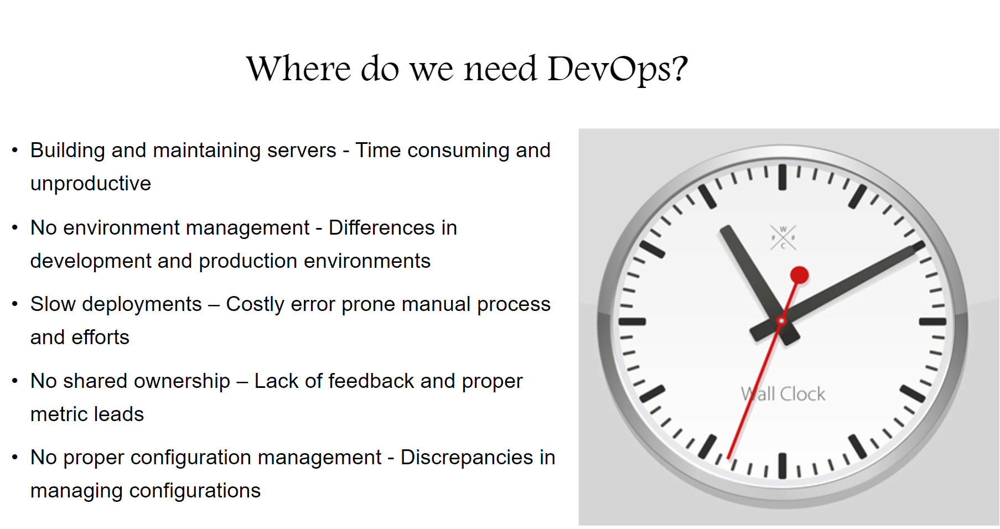 Where do we need DevOps?
• Building and maintaining servers - Time consuming and
unproductive
• No environment management - Differences in
development and production environments
• Slow deployments – Costly error prone manual process
and efforts
• No shared ownership – Lack of feedback and proper
metric leads
• No proper configuration management - Discrepancies in
managing configurations
W
C
Wall Clock